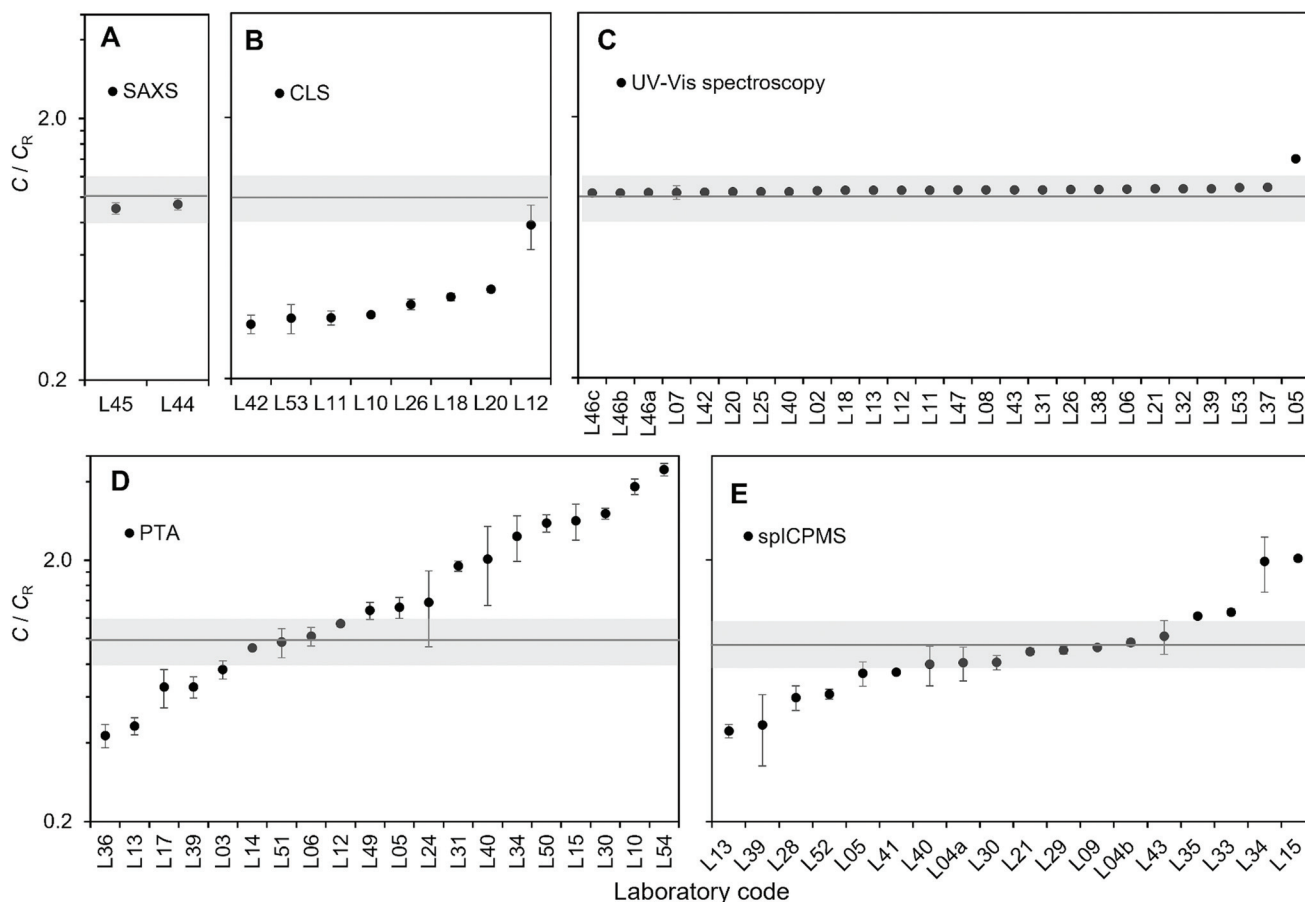 A
B
C
SAXS
CLS
UV-Vis spectroscopy
2.0
C / CR
0.2
L45
L44
L42
L53
L11
L10
L26
L18
L20
L12
L46c
L46b
L46a
L07
L42
L20
L25
L40
L02
L18
L13
L12
L11
L47
L08
L43
L31
L26
L38
L06
L21
L32
L39
L53
L37
L05
D
E
PTA
spICPMS
2.0
C / CR
0.2
L36
L13
L17
L39
L03
L14
L51
L06
L12
L49
L05
L24
L31
L40
L34
L50
L15
L30
L10
L54
L13
L39
L28
L52
L05
L41
L40
L04a
L30
L21
L29
L09
L04b
L43
L35
L33
L34
L15
Laboratory code